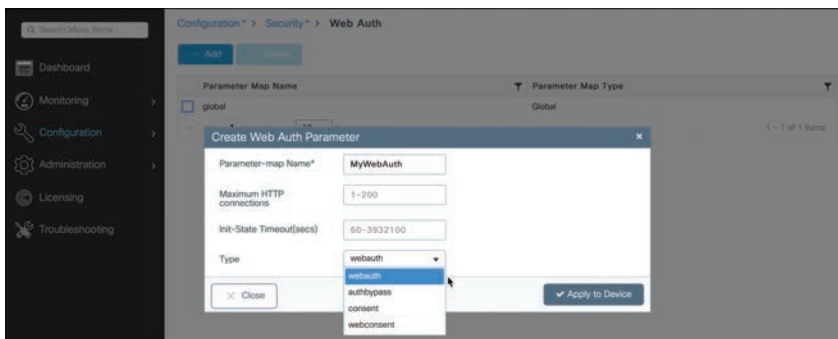 Search Menu Items
Configuration > Security > Web Auth
+ Add
Dashboard
Monitoring
Configuration
Administration
Licensing
Troubleshooting
Parameter Map Name
Parameter Map Type
global
Global
10
1 - 1 of 1 items
Create Web Auth Parameter
Parameter-map Name*
MyWebAuth
Maximum HTTP
connections
1-200
Init-State Timeout(secs)
60-3932100
Type
webauth
webauth
authbypass
consent
webconsent
Close
Apply to Device